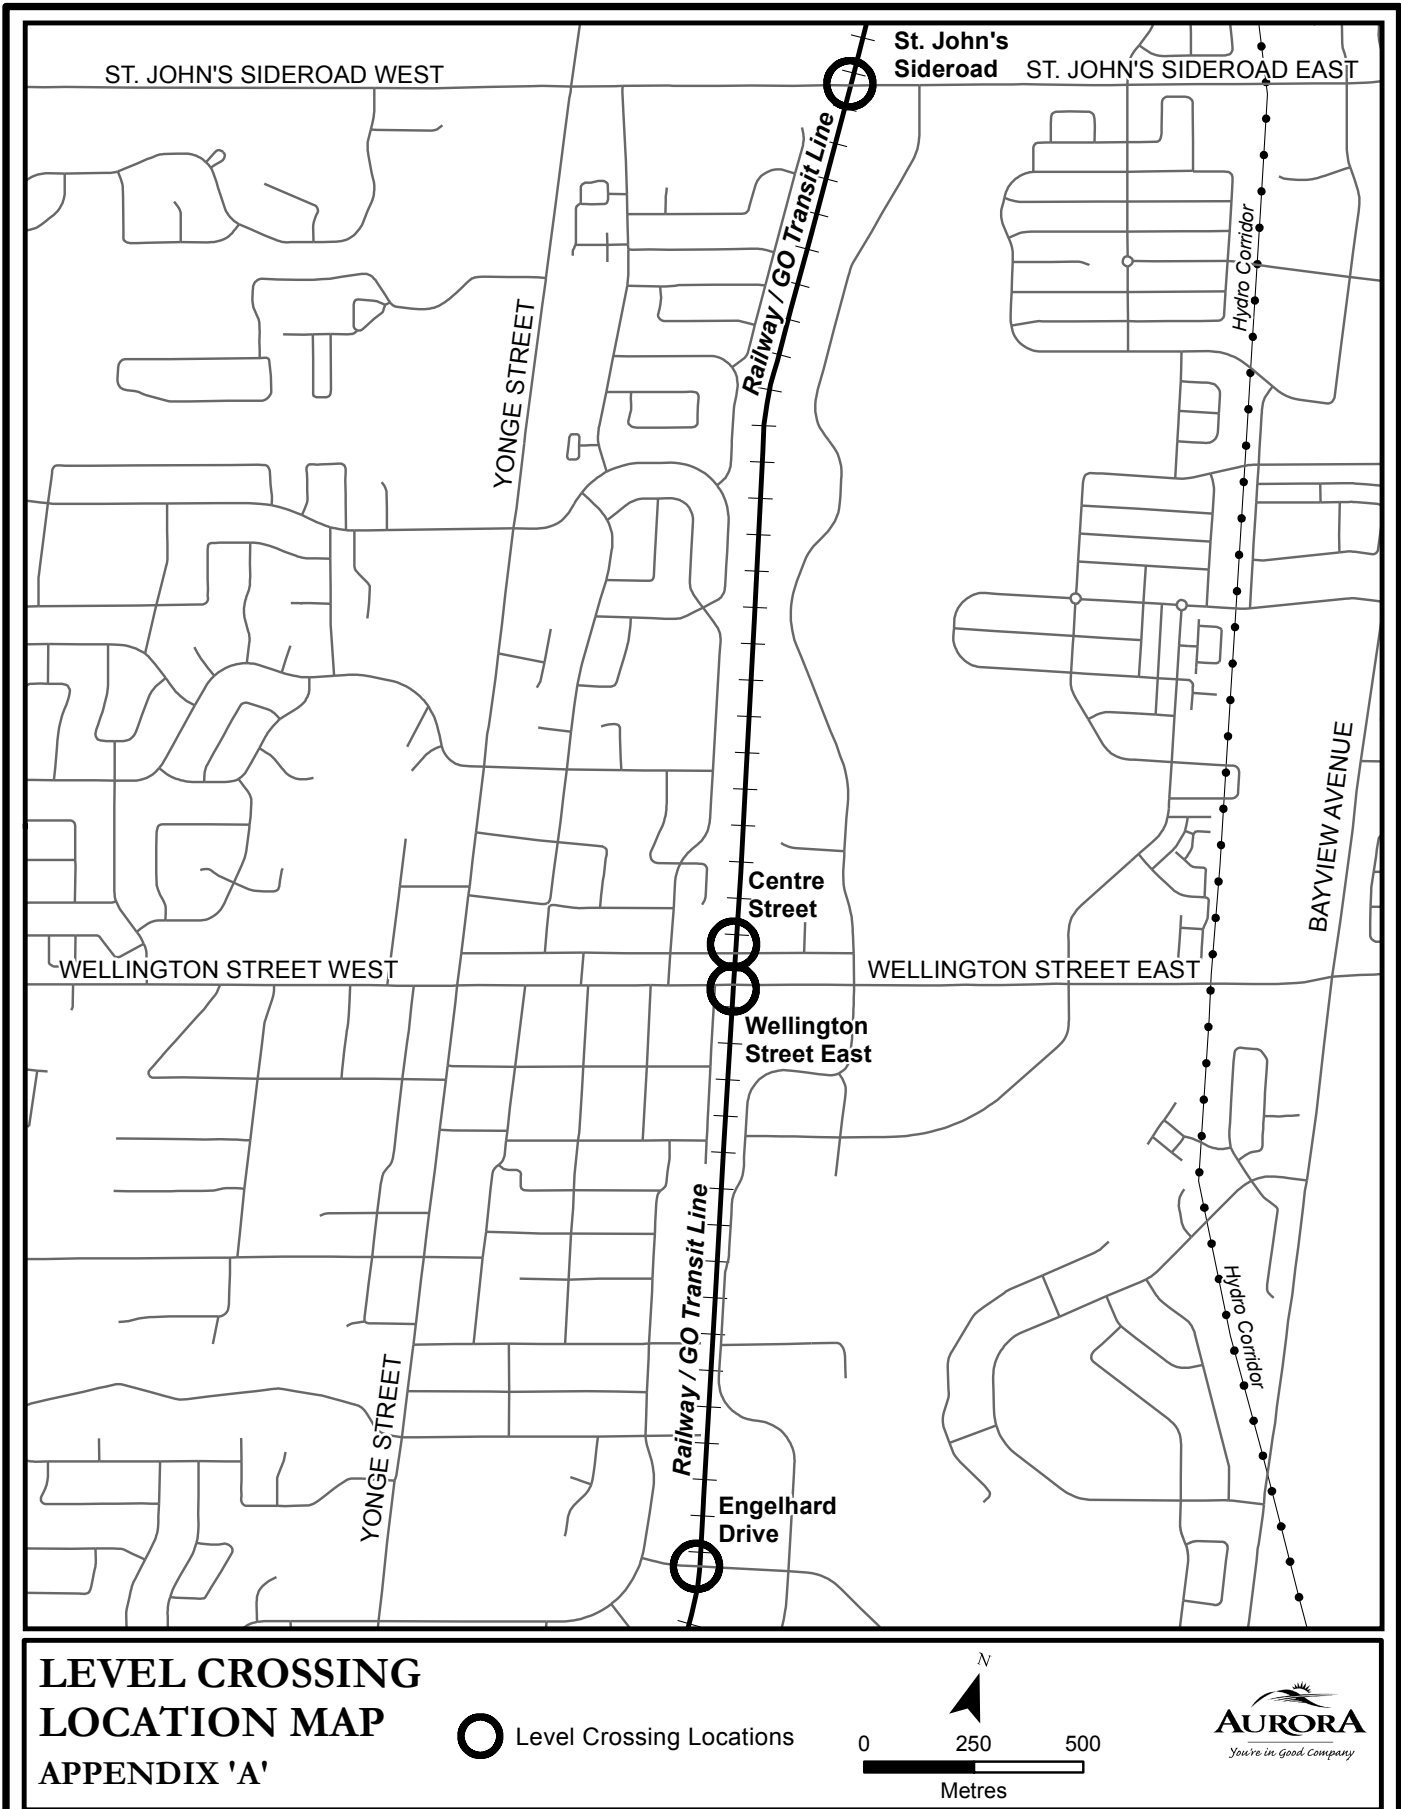 St. John's
Sideroad
ST. JOHN'S SIDEROAD WEST
ST. JOHN'S SIDEROAD EAST
Railway / GO Transit Line
Hydro Corridor
YONGE STREET
BAYVIEW AVENUE
Centre
Street
WELLINGTON STREET WEST
WELLINGTON STREET EAST
Wellington
Street East
Railway / GO Transit Line
Hydro Corridor
YONGE STREET
Engelhard
Drive
LEVEL CROSSING
LOCATION MAP
APPENDIX 'A'
Level Crossing Locations
N
0 250 500
Metres
AURORA
You're in Good Company